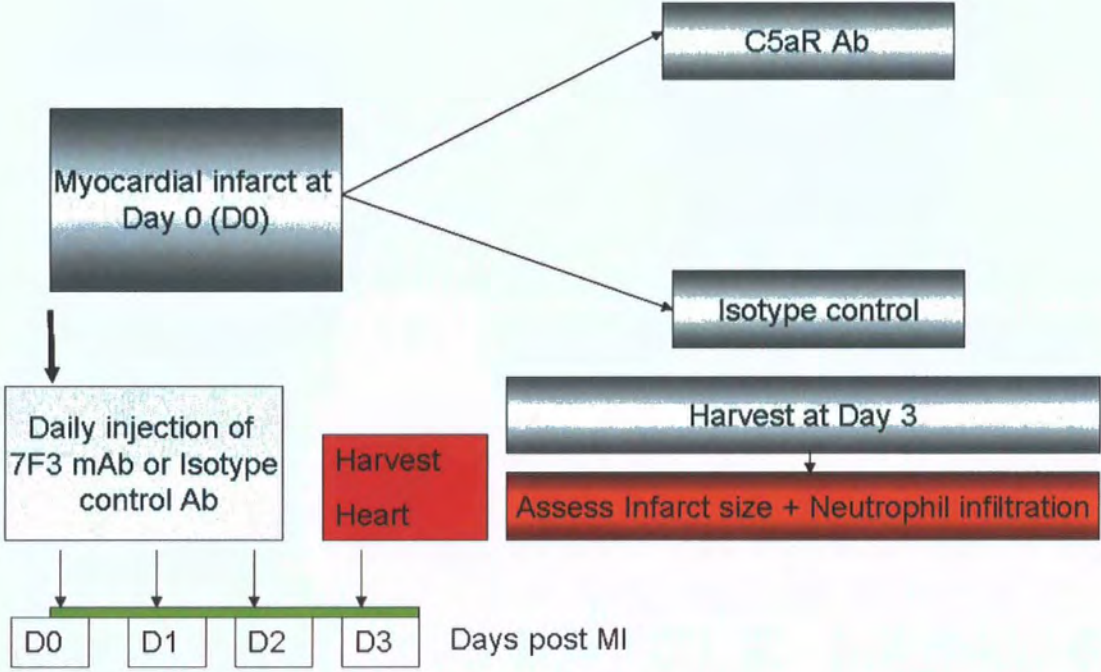 C5aR Ab
Myocardial infarct at
Day 0 (D0)
Isotype control
Daily injection of
7F3 mAb or Isotype
control Ab
Harvest
Heart
Harvest at Day 3
Assess Infarct size + Neutrophil infiltration
D0
D1
D2
D3
Days post MI